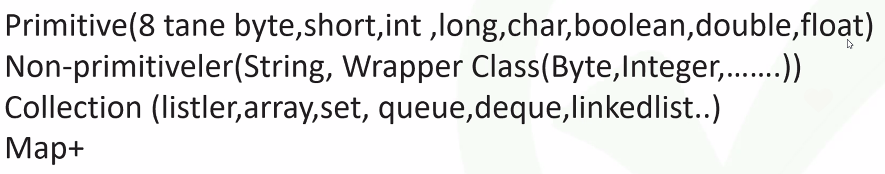 Primitive(8 tane byte,short,int ,long,char,boolean,double,float)
Non-primitiveler(String, Wrapper Class(Byte,Integer,.......))
Collection (listler,array,set, queue,deque,linkedlist..)
Map+